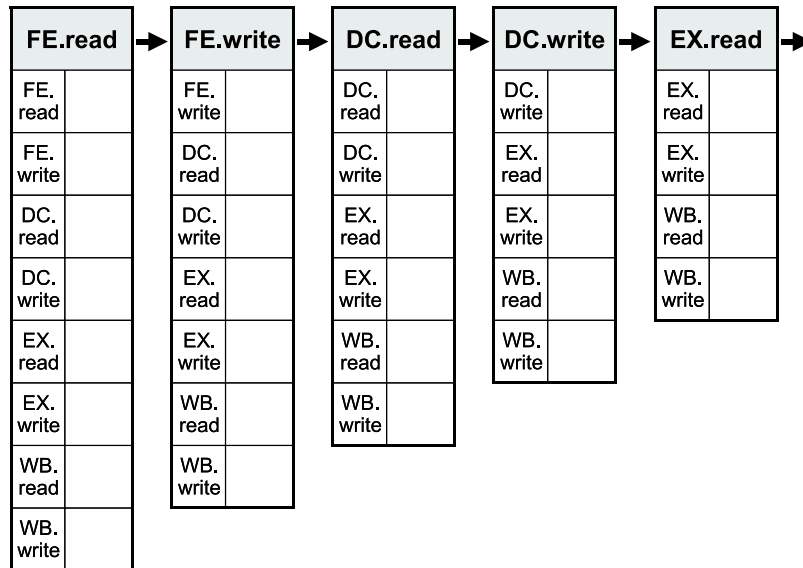 FE.read
FE.write
DC.read
DC.write
EX.read
FE.
read
FE.
write
DC.
read
DC.
write
EX.
read
EX.
write
WB.
read
WB.
write
FE.
write
DC.
read
DC.
write
EX.
read
EX.
write
WB.
read
WB.
write
DC.
read
DC.
write
EX.
read
EX.
write
WB.
read
WB.
write
DC.
write
EX.
read
EX.
write
WB.
read
WB.
write
EX.
read
EX.
write
WB.
read
WB.
write